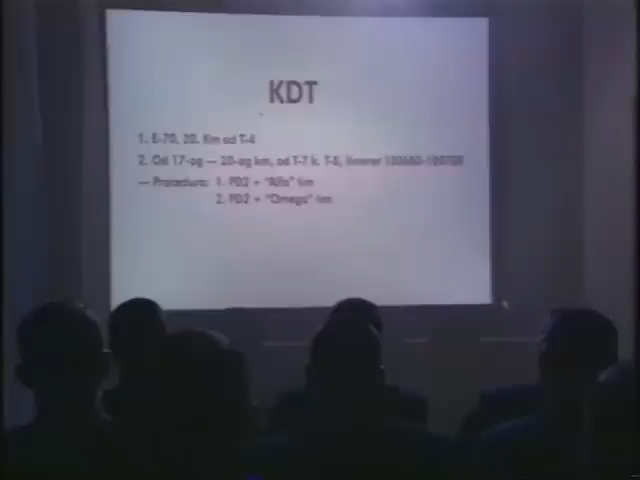 KDT
1. E-70, 20. Km od T-4
2. Od 17-og — 20-og km, od T-7 k. T-8,
— Procedura: 1. PD2 + "Alfa" tim
2. PD2 + "Omega" tim